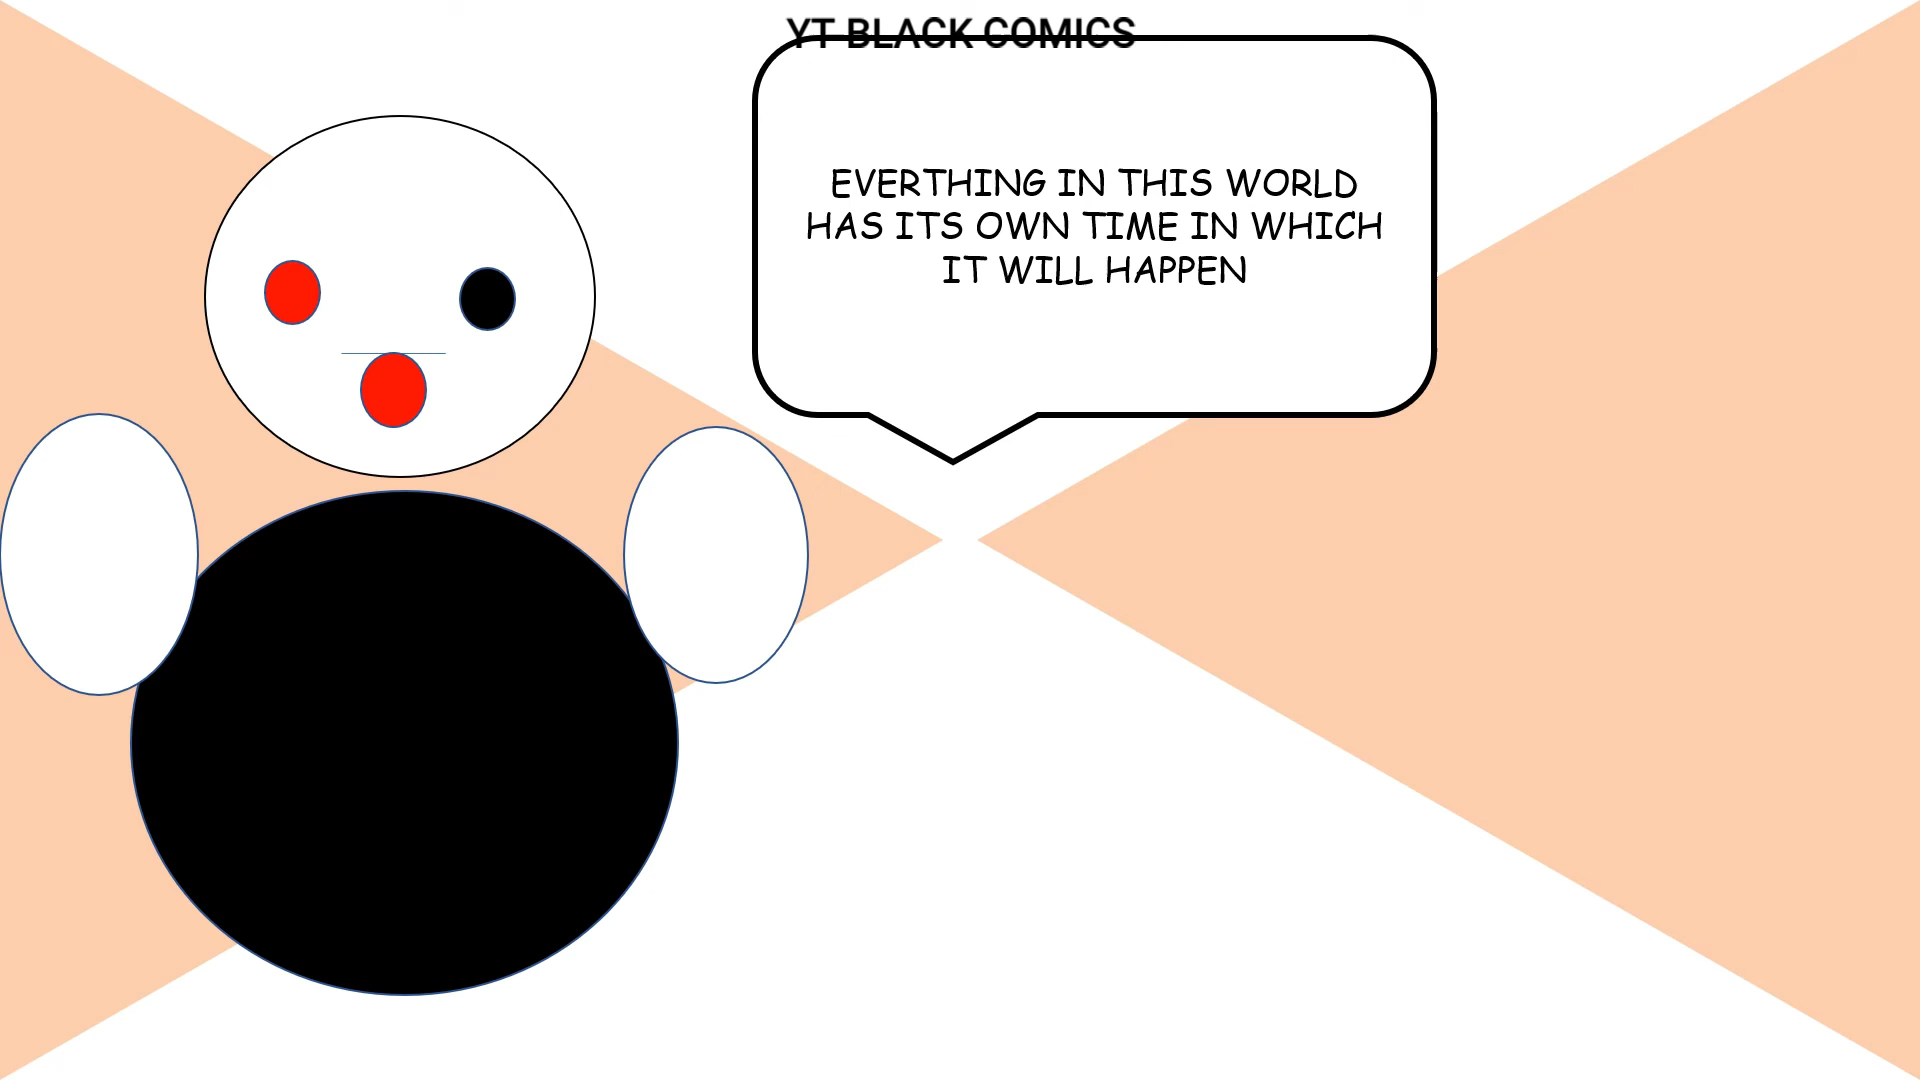 YT BLACK COMICS
EVERTHING IN THIS WORLD
HAS ITS OWN TIME IN WHICH
IT WILL HAPPEN